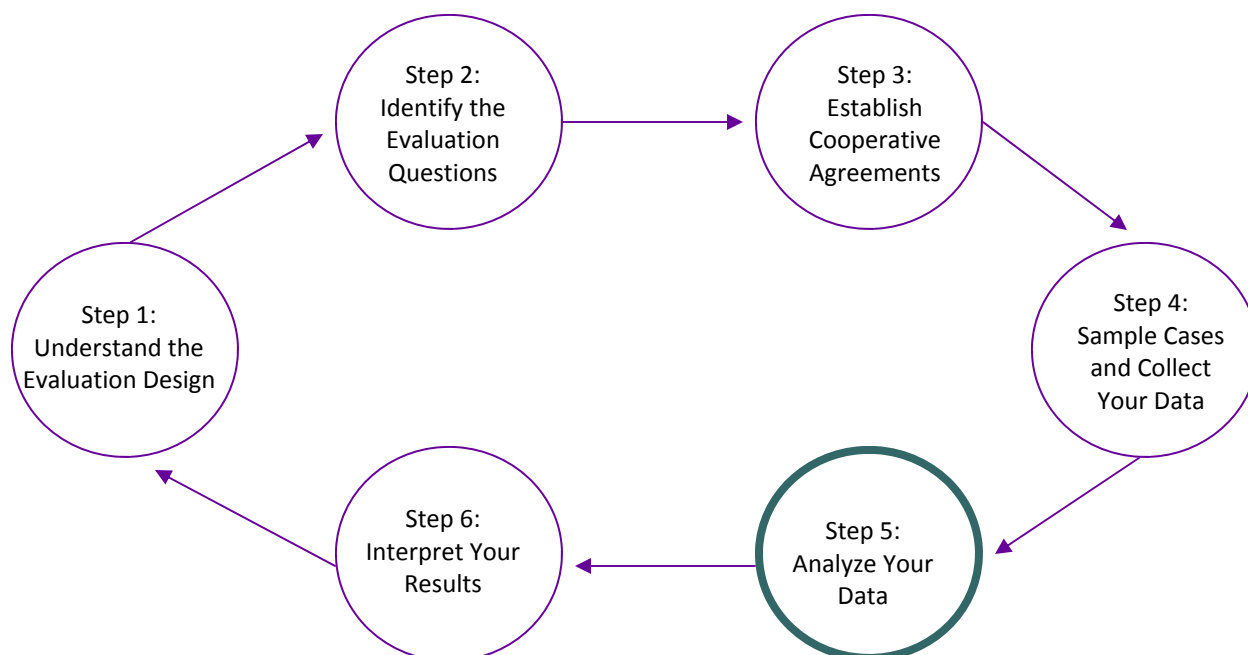 Step 1:
Understand the
Evaluation Design
Step 2:
Identify the
Evaluation
Questions
Step 3:
Establish
Cooperative
Agreements
Step 4:
Sample Cases
and Collect
Your Data
Step 5:
Analyze Your
Data
Step 6:
Interpret Your
Results